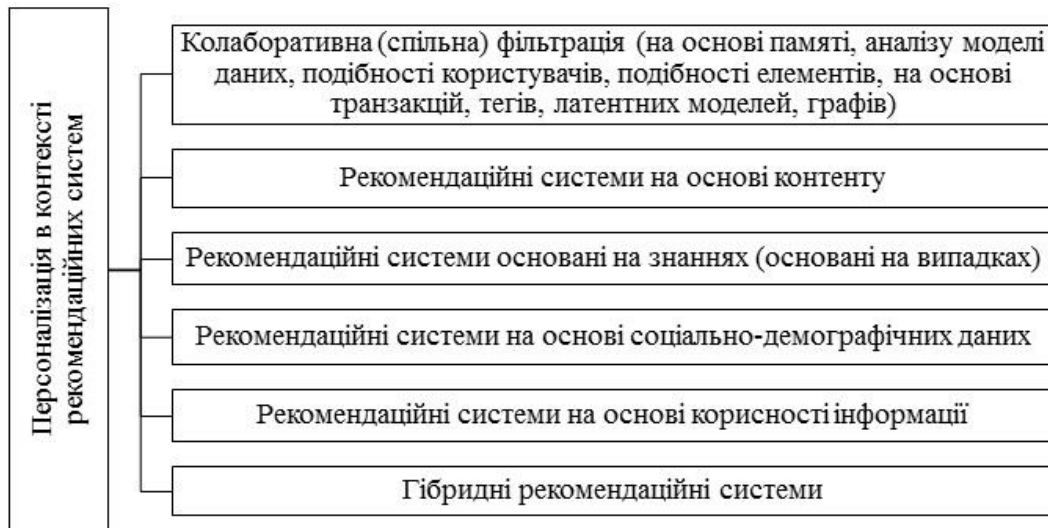 Персоналізація в контексті
рекомендаційних систем
Колаборативна (спільна) фільтрація (на основі памяті, аналізу моделі
даних, подібності користувачів, подібності елементів, на основі
транзакцій, тегів, латентних моделей, графів)
Рекомендаційні системи на основі контенту
Рекомендаційні системи основані на знаннях (основані на випадках)
Рекомендаційні системи на основі соціально-демографічних даних
Рекомендаційні системи на основі корисності інформації
Гібридні рекомендаційні системи